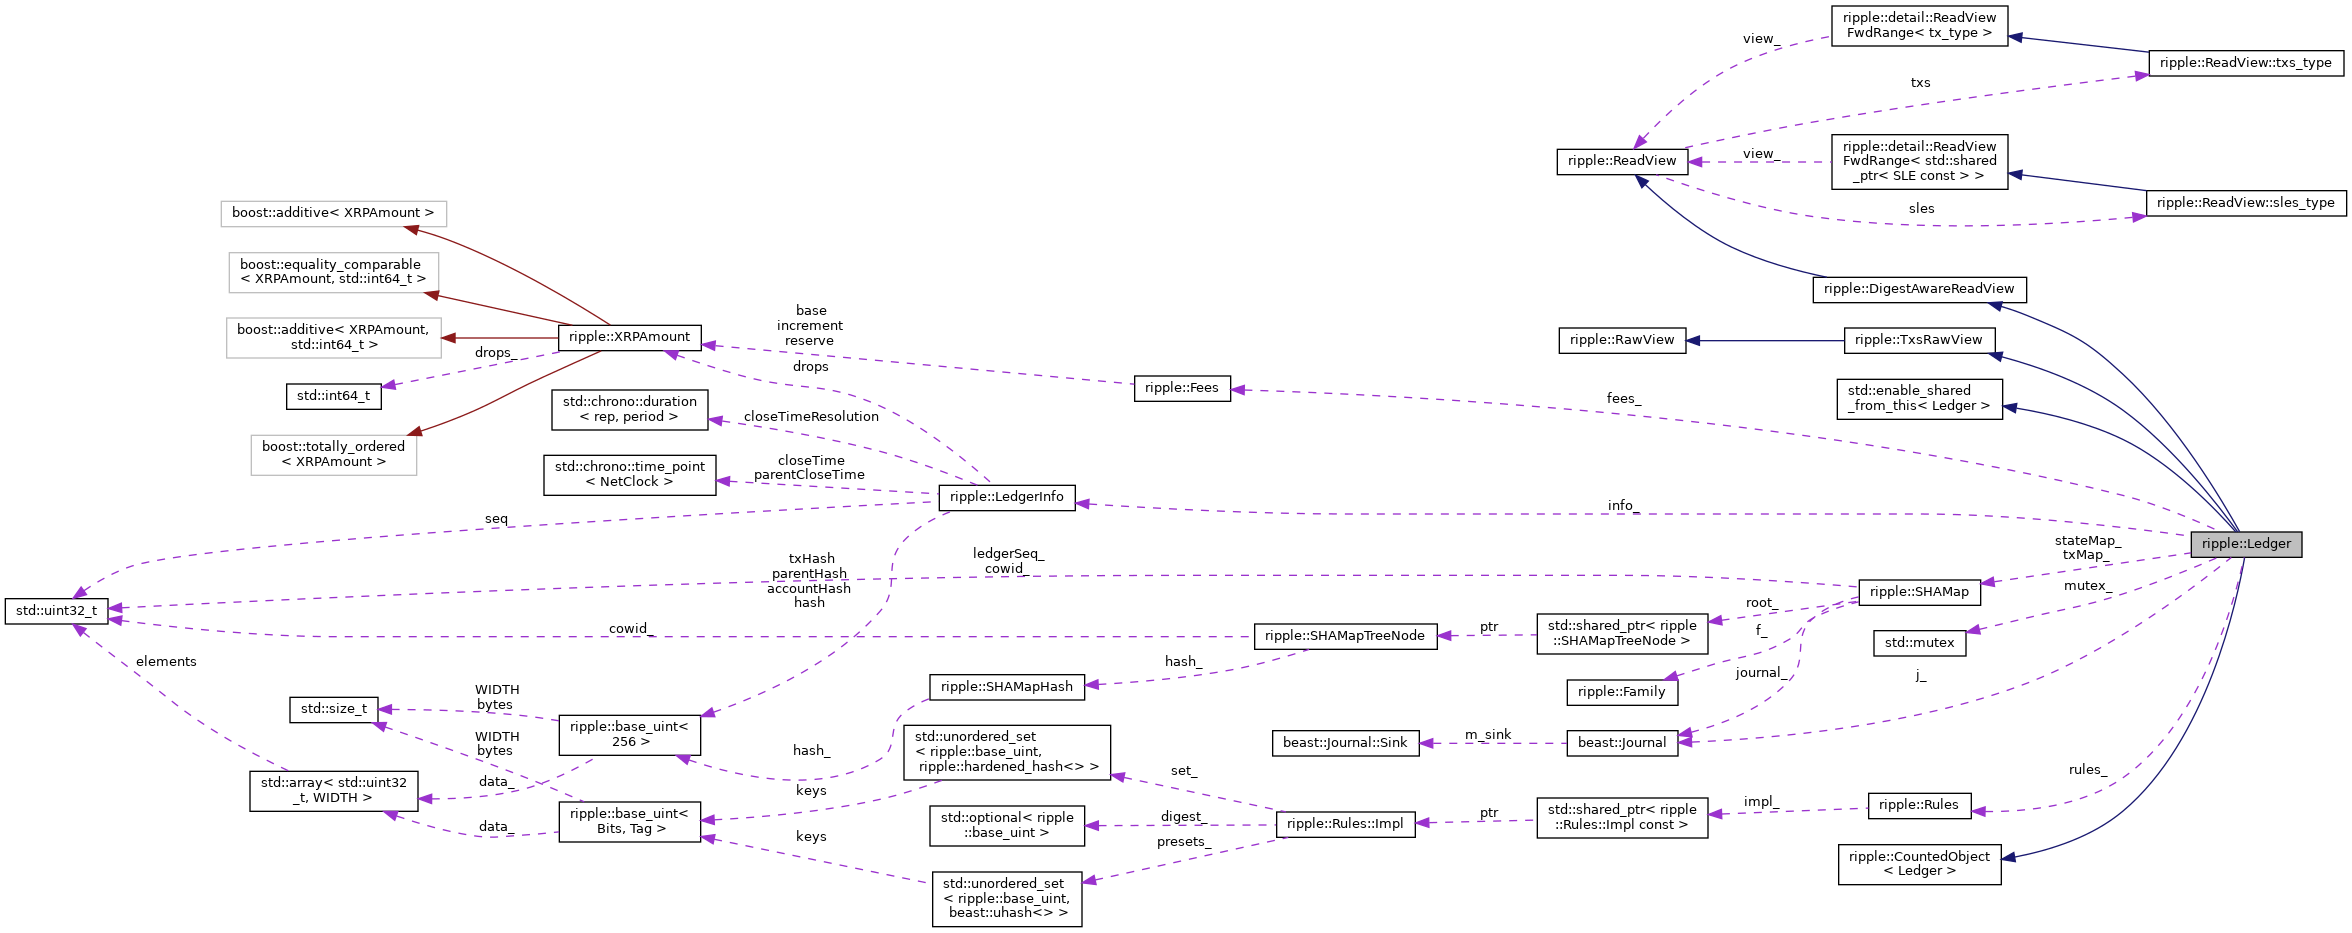 ripple::detail::ReadView
FwdRange< tx_type >
view_
ripple::ReadView::txs_type
txs
ripple::detail::ReadView
FwdRange< std::shared
_ptr< SLE const > >
view_
ripple::ReadView
ripple::ReadView::sles_type
sles
boost::additive< XRPAmount >
boost::equality_comparable
< XRPAmount, std::int64_t >
ripple::DigestAwareReadView
base
increment
reserve
boost::additive< XRPAmount,
std::int64_t >
ripple::XRPAmount
ripple::RawView
ripple::TxsRawView
drops_
drops
ripple::Fees
std::enable_shared
_from_this< Ledger >
std::int64_t
std::chrono::duration
< rep, period >
closeTimeResolution
fees_
boost::totally_ordered
< XRPAmount >
std::chrono::time_point
< NetClock >
closeTime
parentCloseTime
ripple::LedgerInfo
info_
seq
ripple::Ledger
stateMap_
txMap_
txHash
parentHash
accountHash
hash
ledgerSeq_
cowid_
ripple::SHAMap
mutex_
std::uint32_t
root_
cowid_
ripple::SHAMapTreeNode
ptr
std::shared_ptr< ripple
::SHAMapTreeNode >
f_
std::mutex
elements
hash_
journal_
j_
ripple::SHAMapHash
ripple::Family
WIDTH
bytes
std::size_t
ripple::base_uint<
256 >
WIDTH
bytes
hash_
std::unordered_set
< ripple::base_uint,
ripple::hardened_hash<> >
beast::Journal::Sink
m_sink
beast::Journal
set_
rules_
std::array< std::uint32
_t, WIDTH >
data_
keys
ripple::base_uint<
Bits, Tag >
data_
std::optional< ripple
::base_uint >
digest_
ripple::Rules::Impl
ptr
std::shared_ptr< ripple
::Rules::Impl const >
impl_
ripple::Rules
keys
presets_
ripple::CountedObject
< Ledger >
std::unordered_set
< ripple::base_uint,
beast::uhash<> >